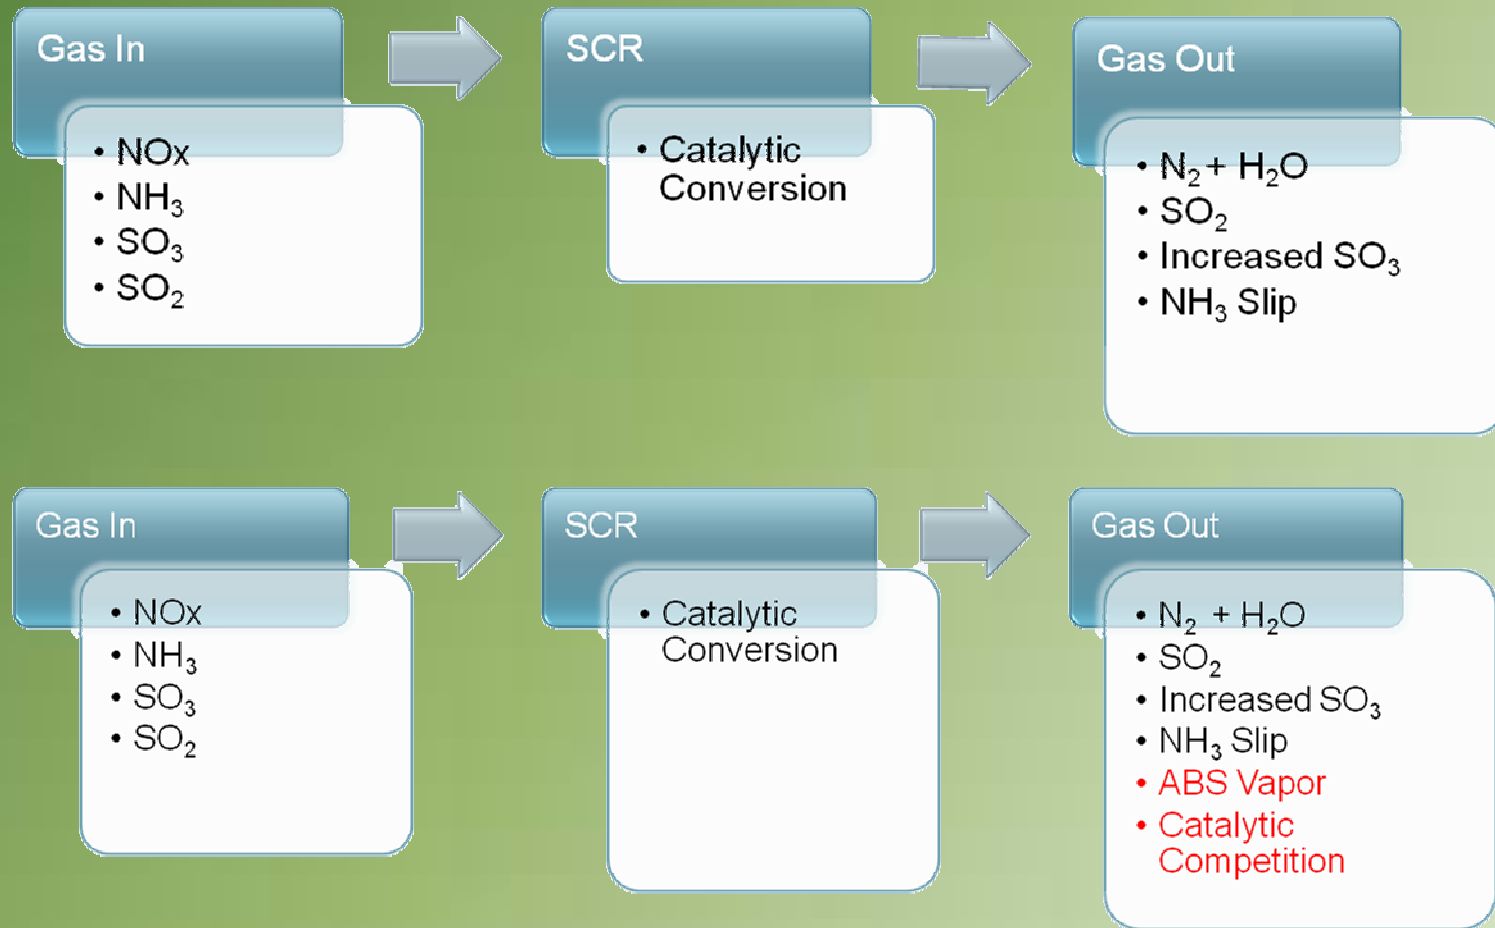 Gas In
• NOx
• NH₃
• SO₃
• SO₂
SCR
• Catalytic
Conversion
Gas Out
• N₂ + H₂O
• SO₂
• Increased SO₃
• NH₃ Slip
Gas In
• NOx
• NH₃
• SO₃
• SO₂
SCR
• Catalytic
Conversion
Gas Out
• N₂ + H₂O
• SO₂
• Increased SO₃
• NH₃ Slip
• ABS Vapor
• Catalytic
Competition